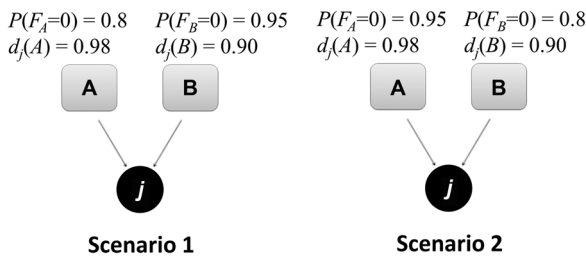 P(F_A=0) = 0.8 P(F_B=0) = 0.95
d_j(A) = 0.98 d_j(B) = 0.90
A B
j
Scenario 1
P(F_A=0) = 0.95 P(F_B=0) = 0.8
d_j(A) = 0.98 d_j(B) = 0.90
A B
j
Scenario 2